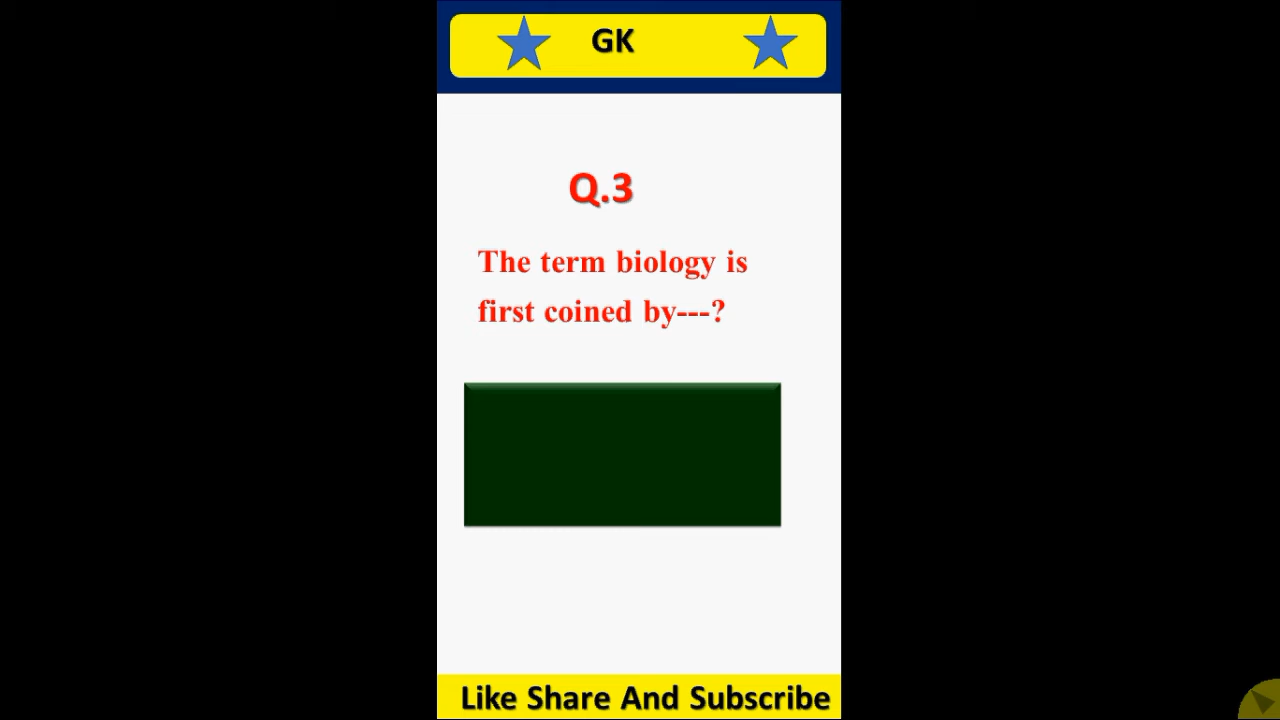 GK
Q.3
The term biology is
first coined by---?
Like Share And Subscribe